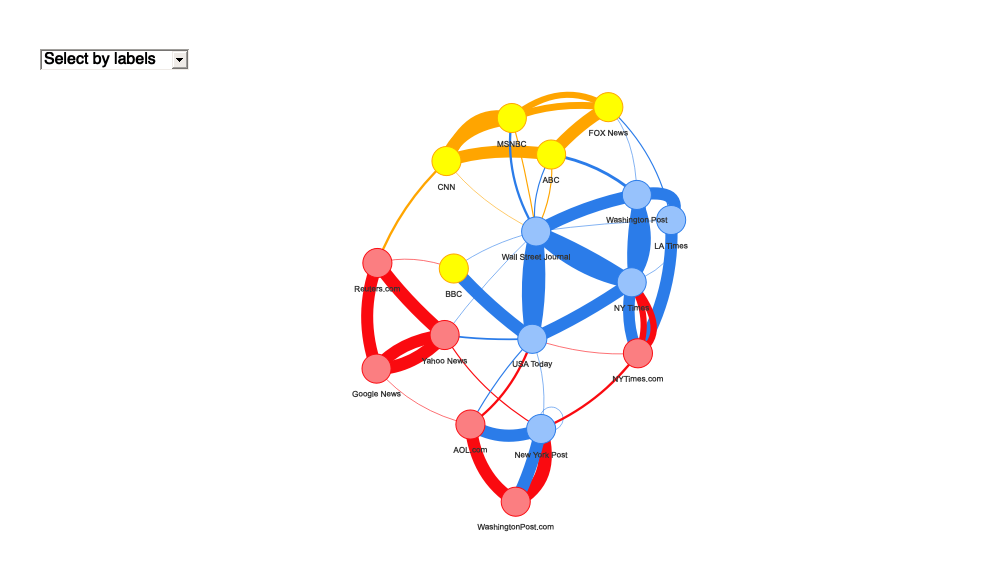 Select by labels
FOX News
MSNBC
ABC
CNN
Washington Post
LA Times
Wall Street Journal
Reuters.com
BBC
NY Times
Yahoo News
USA Today
NYTimes.com
Google News
AOL.com
New York Post
WashingtonPost.com